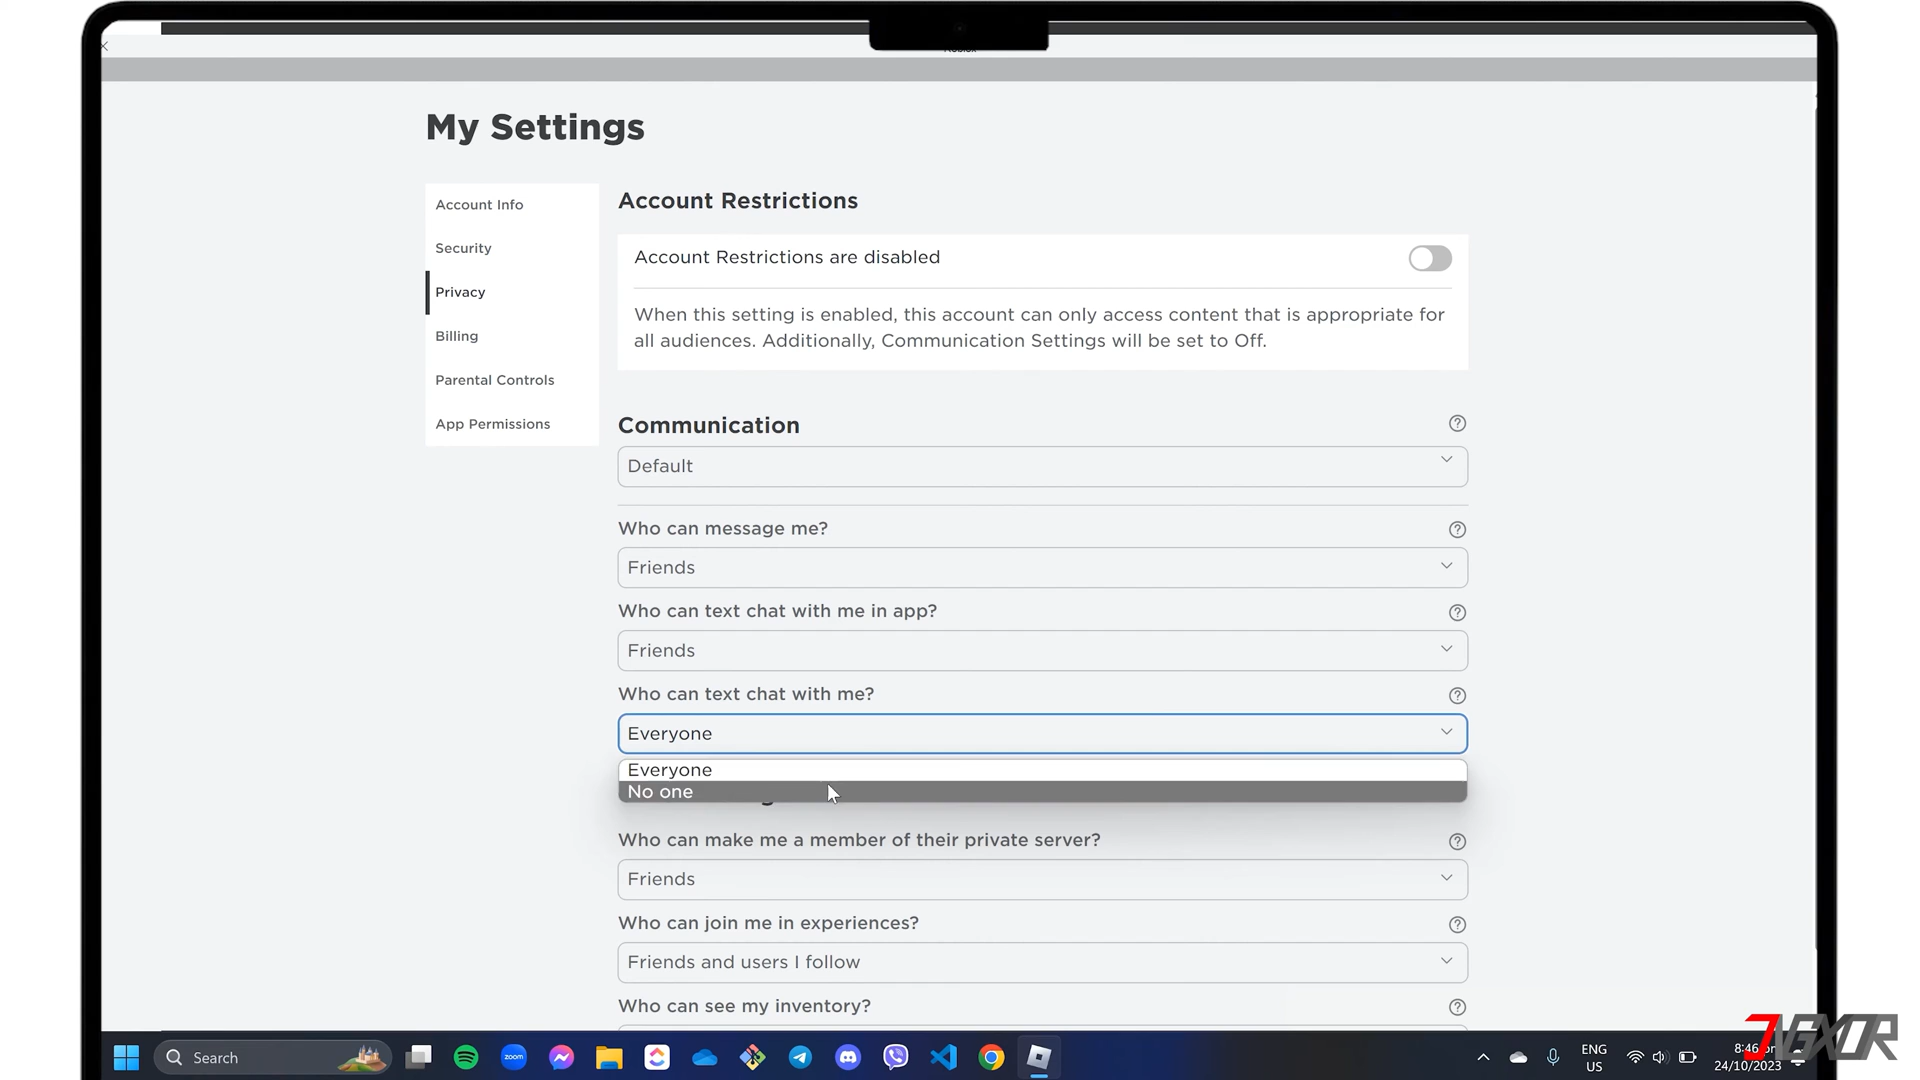 My Settings
Account Info
Security
Privacy
Billing
Parental Controls
App Permissions
Account Restrictions
Account Restrictions are disabled
When this setting is enabled, this account can only access content that is appropriate for
all audiences. Additionally, Communication Settings will be set to Off.
Communication
Default
Who can message me?
Friends
Who can text chat with me in app?
Friends
Who can text chat with me?
Everyone
Everyone
No one
Who can make me a member of their private server?
Friends
Who can join me in experiences?
Friends and users I follow
Who can see my inventory?
Search
zoom
ENG
US
24/10/2023